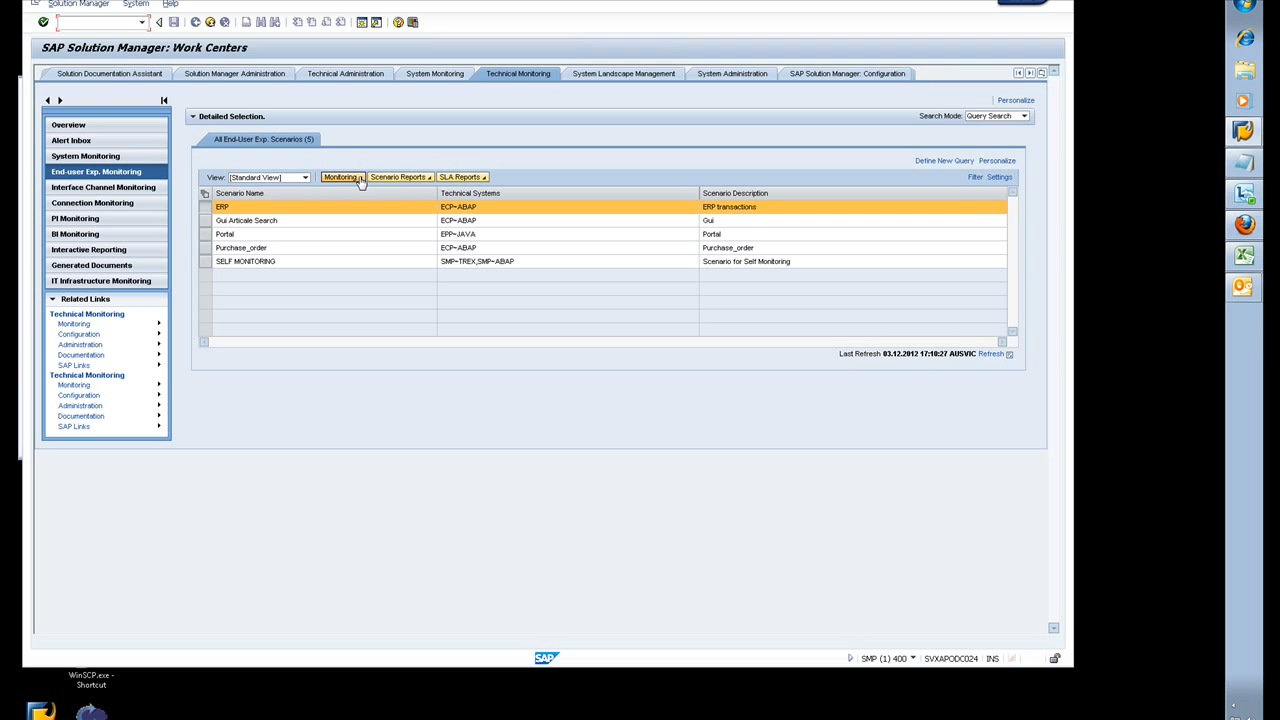 Solution Manager System Help
SAP Solution Manager: Work Centers
Solution Documentation Assistant Solution Manager Administration Technical Administration System Monitoring Technical Monitoring System Landscape Management System Administration SAP Solution Manager: Configuration
Personalize
Detailed Selection.
Search Mode: Query Search
Overview
Alert Inbox
System Monitoring
End-user Exp. Monitoring
Interface Channel Monitoring
Connection Monitoring
PI Monitoring
BI Monitoring
Interactive Reporting
Generated Documents
IT Infrastructure Monitoring
Related Links
Technical Monitoring
Monitoring
Configuration
Administration
Documentation
SAP Links
Technical Monitoring
Monitoring
Configuration
Administration
Documentation
SAP Links
All End-User Exp. Scenarios (5)
Define New Query Personalize
View: [Standard View] Monitoring Scenario Reports SLA Reports Filter Settings
Scenario Name Technical Systems Scenario Description
ERP ECP~ABAP ERP transactions
Gui Articale Search ECP~ABAP Gui
Portal EPP~JAVA Portal
Purchase_order ECP~ABAP Purchase_order
SELF MONITORING SMP~TREX,SMP~ABAP Scenario for Self Monitoring
Last Refresh 03.12.2012 17:10:27 AUSVIC Refresh
SAP
SMP (1) 400 SVXAPODC024 INS
WinSCP.exe -
Shortcut